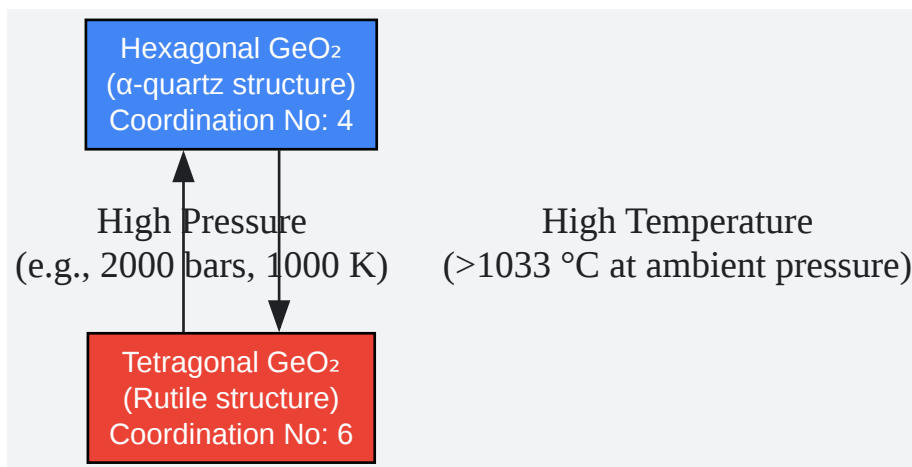 Hexagonal GeO₂
(α-quartz structure)
Coordination No: 4
High Pressure
(e.g., 2000 bars, 1000 K)
High Temperature
(>1033 °C at ambient pressure)
Tetragonal GeO₂
(Rutile structure)
Coordination No: 6